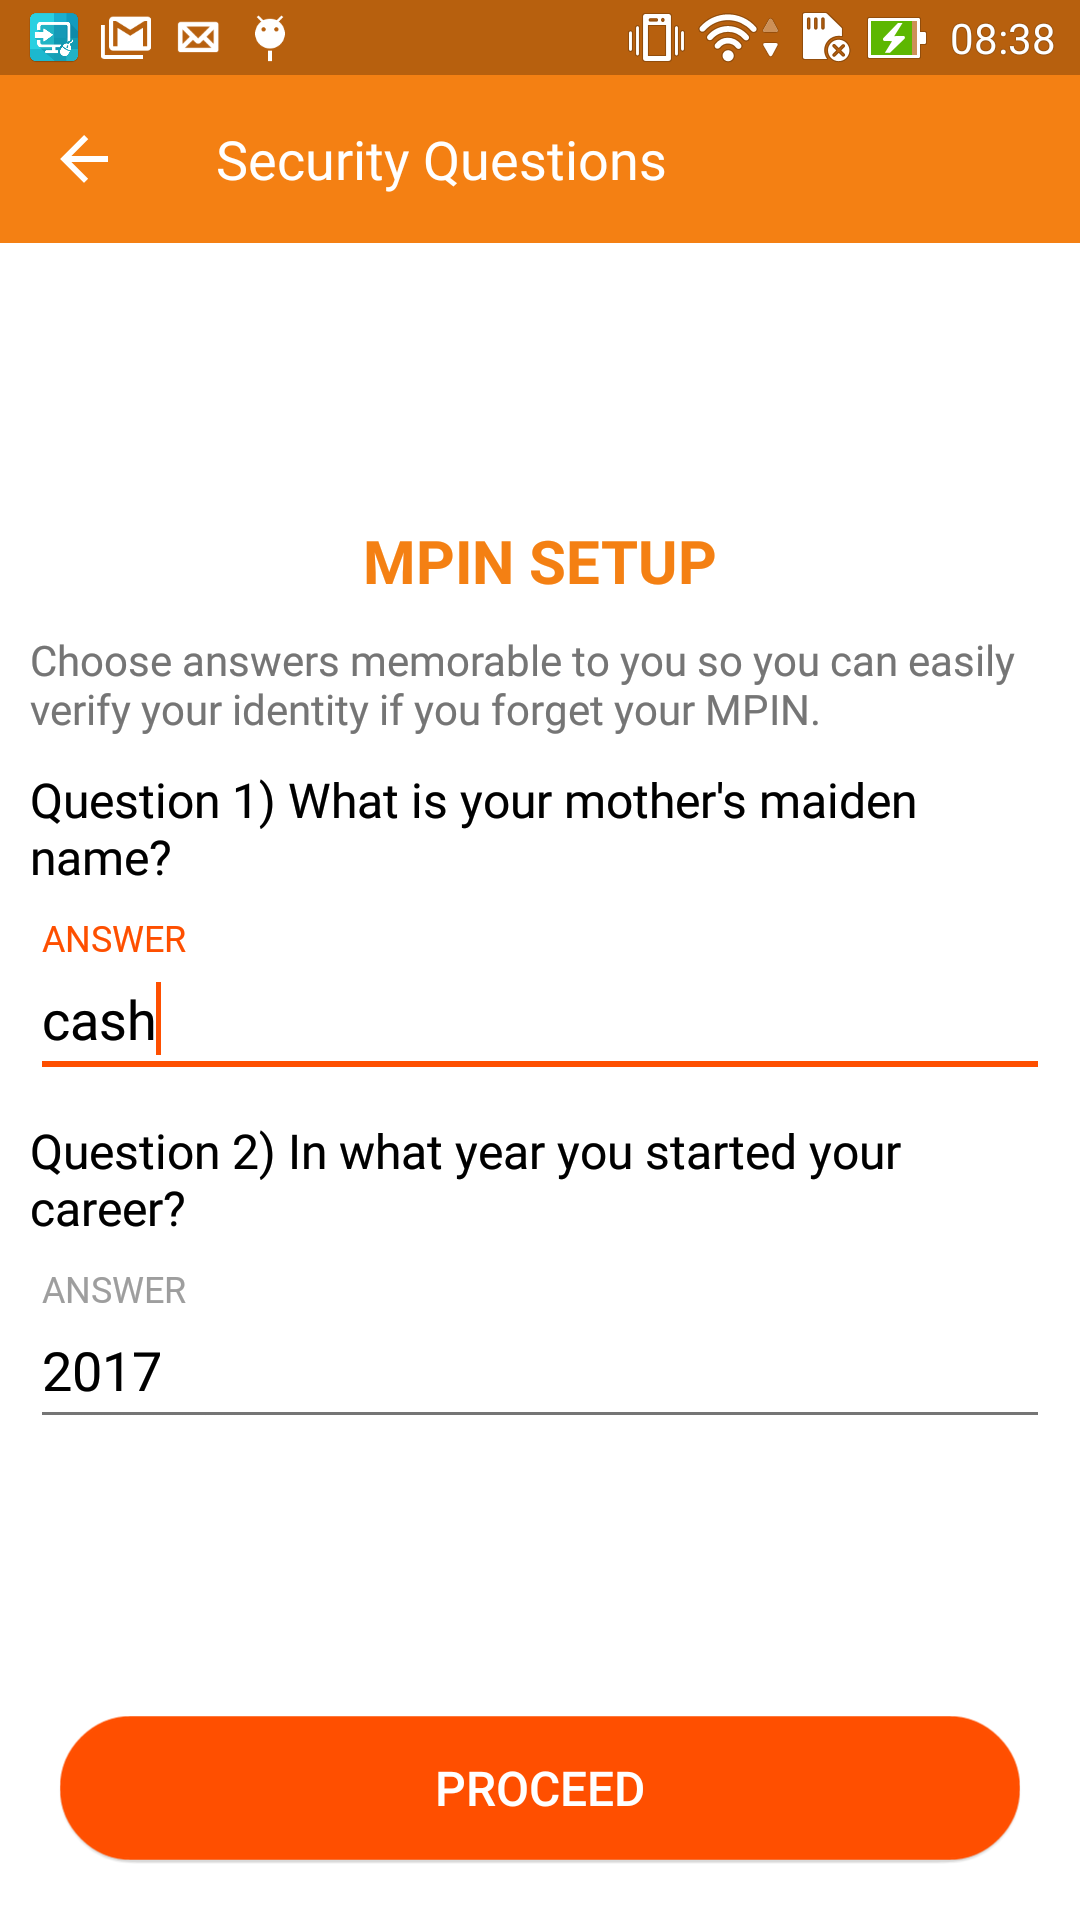 08:38
Security Questions
MPIN SETUP
Choose answers memorable to you so you can easily
verify your identity if you forget your MPIN.
Question 1) What is your mother's maiden
name?
ANSWER
cash
Question 2) In what year you started your
career?
ANSWER
2017
PROCEED